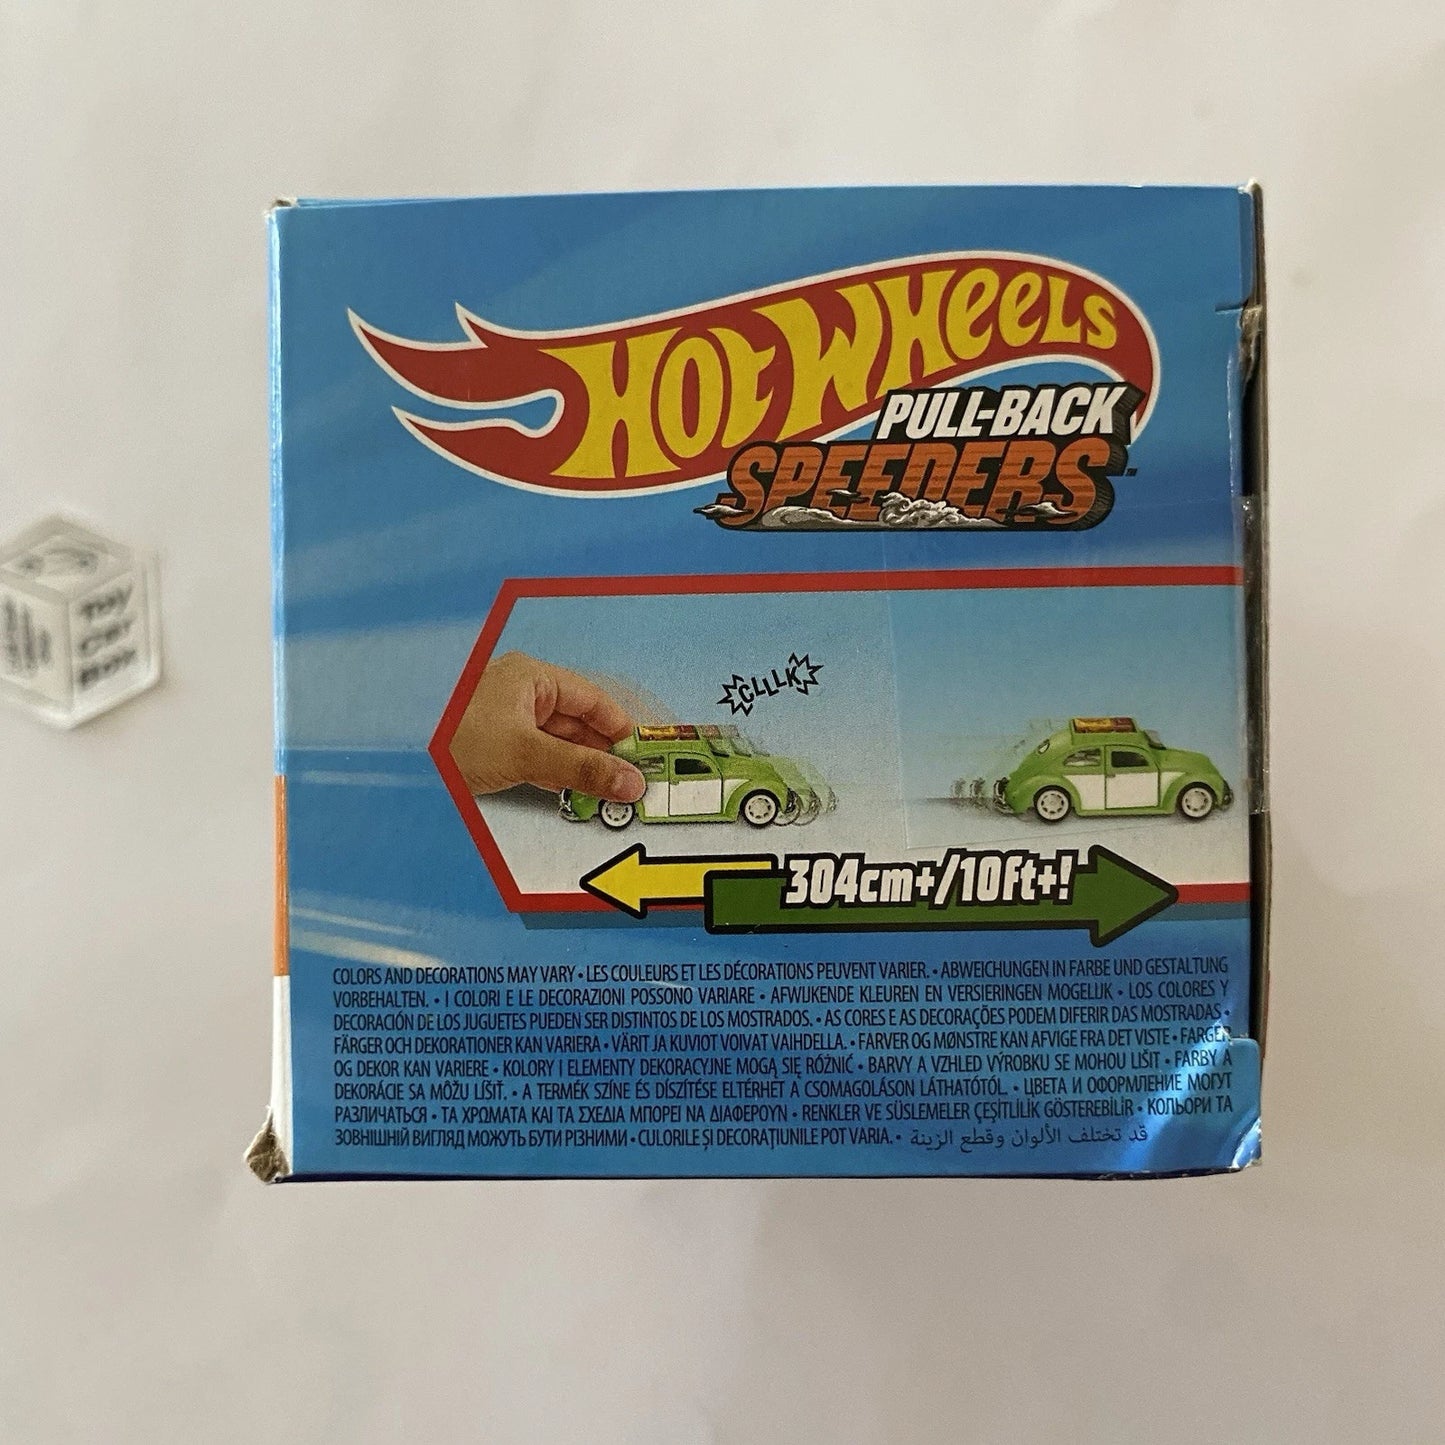 HOT WHEELS
PULL-BACK
SPEEDERS™
TOY
CAR
BOX
CLLLK
304cm+/10ft+!
COLORS AND DECORATIONS MAY VARY • LES COULEURS ET LES DÉCORATIONS PEUVENT VARIER. • ABWEICHUNGEN IN FARBE UND GESTALTUNG
VORBEHALTEN. • I COLORI E LE DECORAZIONI POSSONO VARIARE • AFWIJKENDE KLEUREN EN VERSIERINGEN MOGELIJK • LOS COLORES Y
DECORACIÓN DE LOS JUGUETES PUEDEN SER DISTINTOS DE LOS MOSTRADOS. • AS CORES E AS DECORAÇÕES PODEM DIFERIR DAS MOSTRADAS •
FÄRGER OCH DEKORATIONER KAN VARIERA • VÄRIT JA KUVIOT VOIVAT VAIHDELLA. • FARVER OG MØNSTRE KAN AFVIGE FRA DET VISTE • FARGER
OG DEKOR KAN VARIERE • KOLORY I ELEMENTY DEKORACYJNE MOGĄ SIĘ RÓŻNIĆ • BARVY A VZHLED VÝROBKU SE MOHOU LIŠIT • FARBY A
DEKORÁCIE SA MÔŽU LÍŠIŤ. • A TERMÉK SZÍNE ÉS DÍSZÍTÉSE ELTÉRHET A CSOMAGOLÁSON LÁTHATÓTÓL • ЦВЕТА И ОФОРМЛЕНИЕ МОГУТ
РАЗЛИЧАТЬСЯ • ΤΑ ΧΡΩΜΑΤΑ ΚΑΙ ΤΑ ΣΧΕΔΙΑ ΜΠΟΡΕΙ ΝΑ ΔΙΑΦΕΡΟΥΝ • RENKLER VE SÜSLEMELER ÇEŞİTLİLİK GÖSTEREBİLİR • КОЛЬОРИ ТА
ЗОВНІШНІЙ ВИГЛЯД МОЖУТЬ БУТИ РІЗНИМИ • CULORILE ȘI DECORAȚIUNILE POT VARIA. • قد تختلف الألوان وقطع الزينة